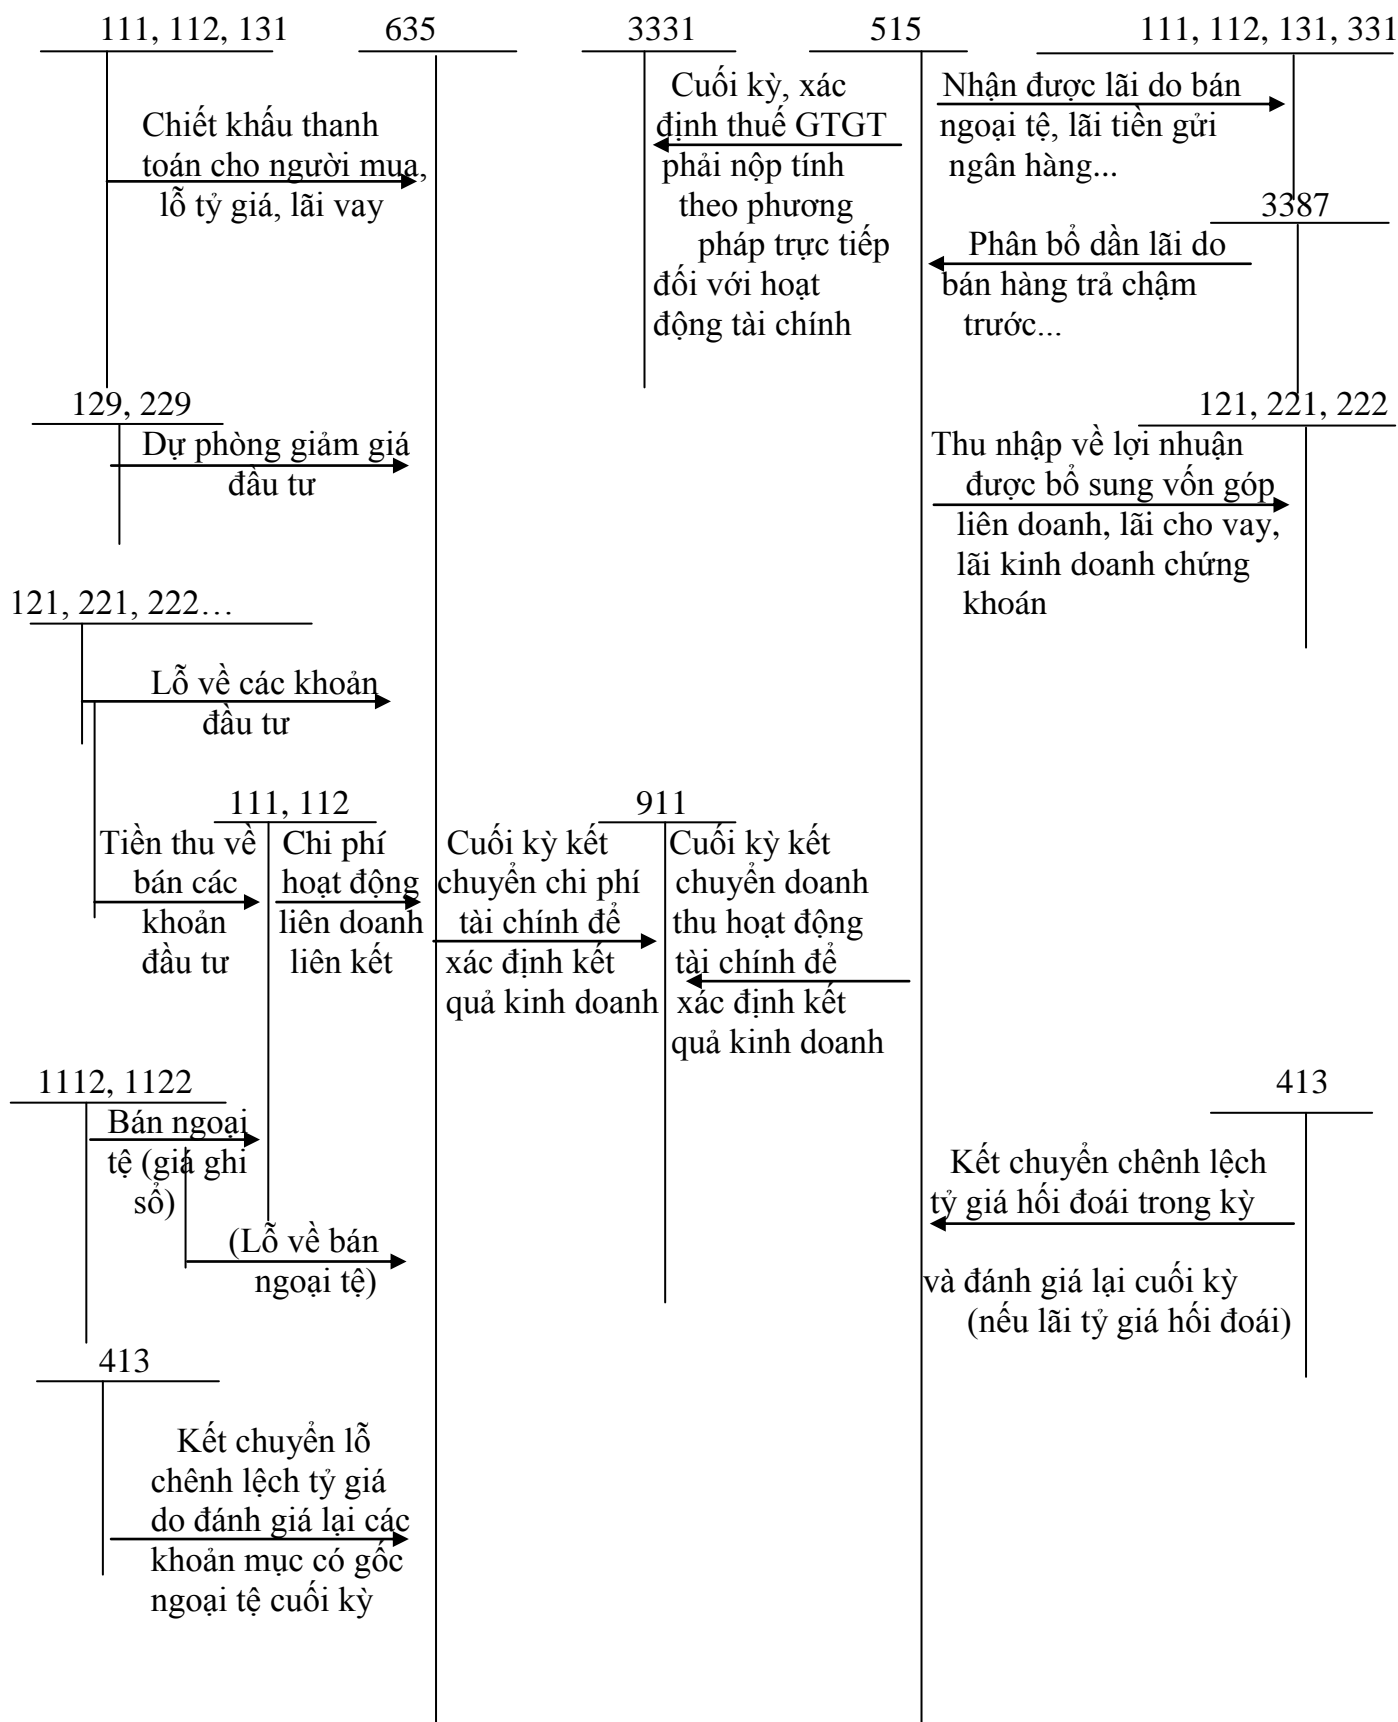 111, 112, 131
635
3331
515
111, 112, 131, 331
Chiết khấu thanh
toán cho người mua,
lỗ tỷ giá, lãi vay
Cuối kỳ, xác
định thuế GTGT
phải nộp tính
theo phương
pháp trực tiếp
đối với hoạt
động tài chính
Nhận được lãi do bán
ngoại tệ, lãi tiền gửi
ngân hàng...
3387
Phân bổ dần lãi do
bán hàng trả chậm
trước...
129, 229
Dự phòng giảm giá
đầu tư
121, 221, 222
Thu nhập về lợi nhuận
được bổ sung vốn góp
liên doanh, lãi cho vay,
lãi kinh doanh chứng
khoán
121, 221, 222…
Lỗ về các khoản
đầu tư
111, 112
Tiền thu về
bán các
khoản
đầu tư
Chi phí
hoạt động
liên doanh
liên kết
Cuối kỳ kết
chuyển chi phí
tài chính để
xác định kết
quả kinh doanh
911
Cuối kỳ kết
chuyển doanh
thu hoạt động
tài chính để
xác định kết
quả kinh doanh
1112, 1122
Bán ngoại
tệ (giá ghi
sổ)
(Lỗ về bán
ngoại tệ)
413
Kết chuyển chênh lệch
tỷ giá hối đoái trong kỳ
và đánh giá lại cuối kỳ
(nếu lãi tỷ giá hối đoái)
413
Kết chuyển lỗ
chênh lệch tỷ giá
do đánh giá lại các
khoản mục có gốc
ngoại tệ cuối kỳ